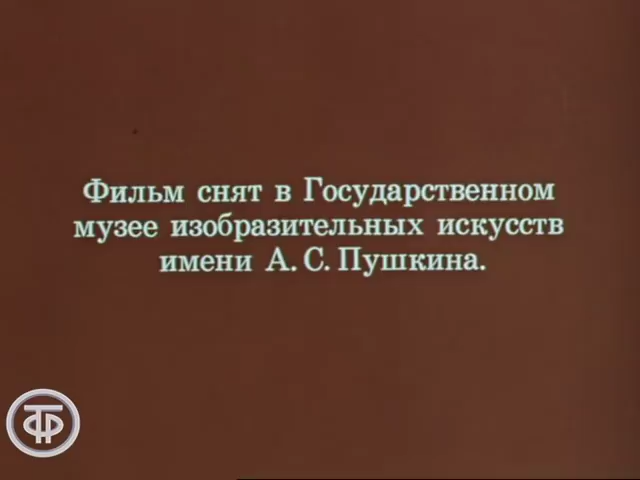 Фильм снят в Государственном
музее изобразительных искусств
имени А. С. Пушкина.